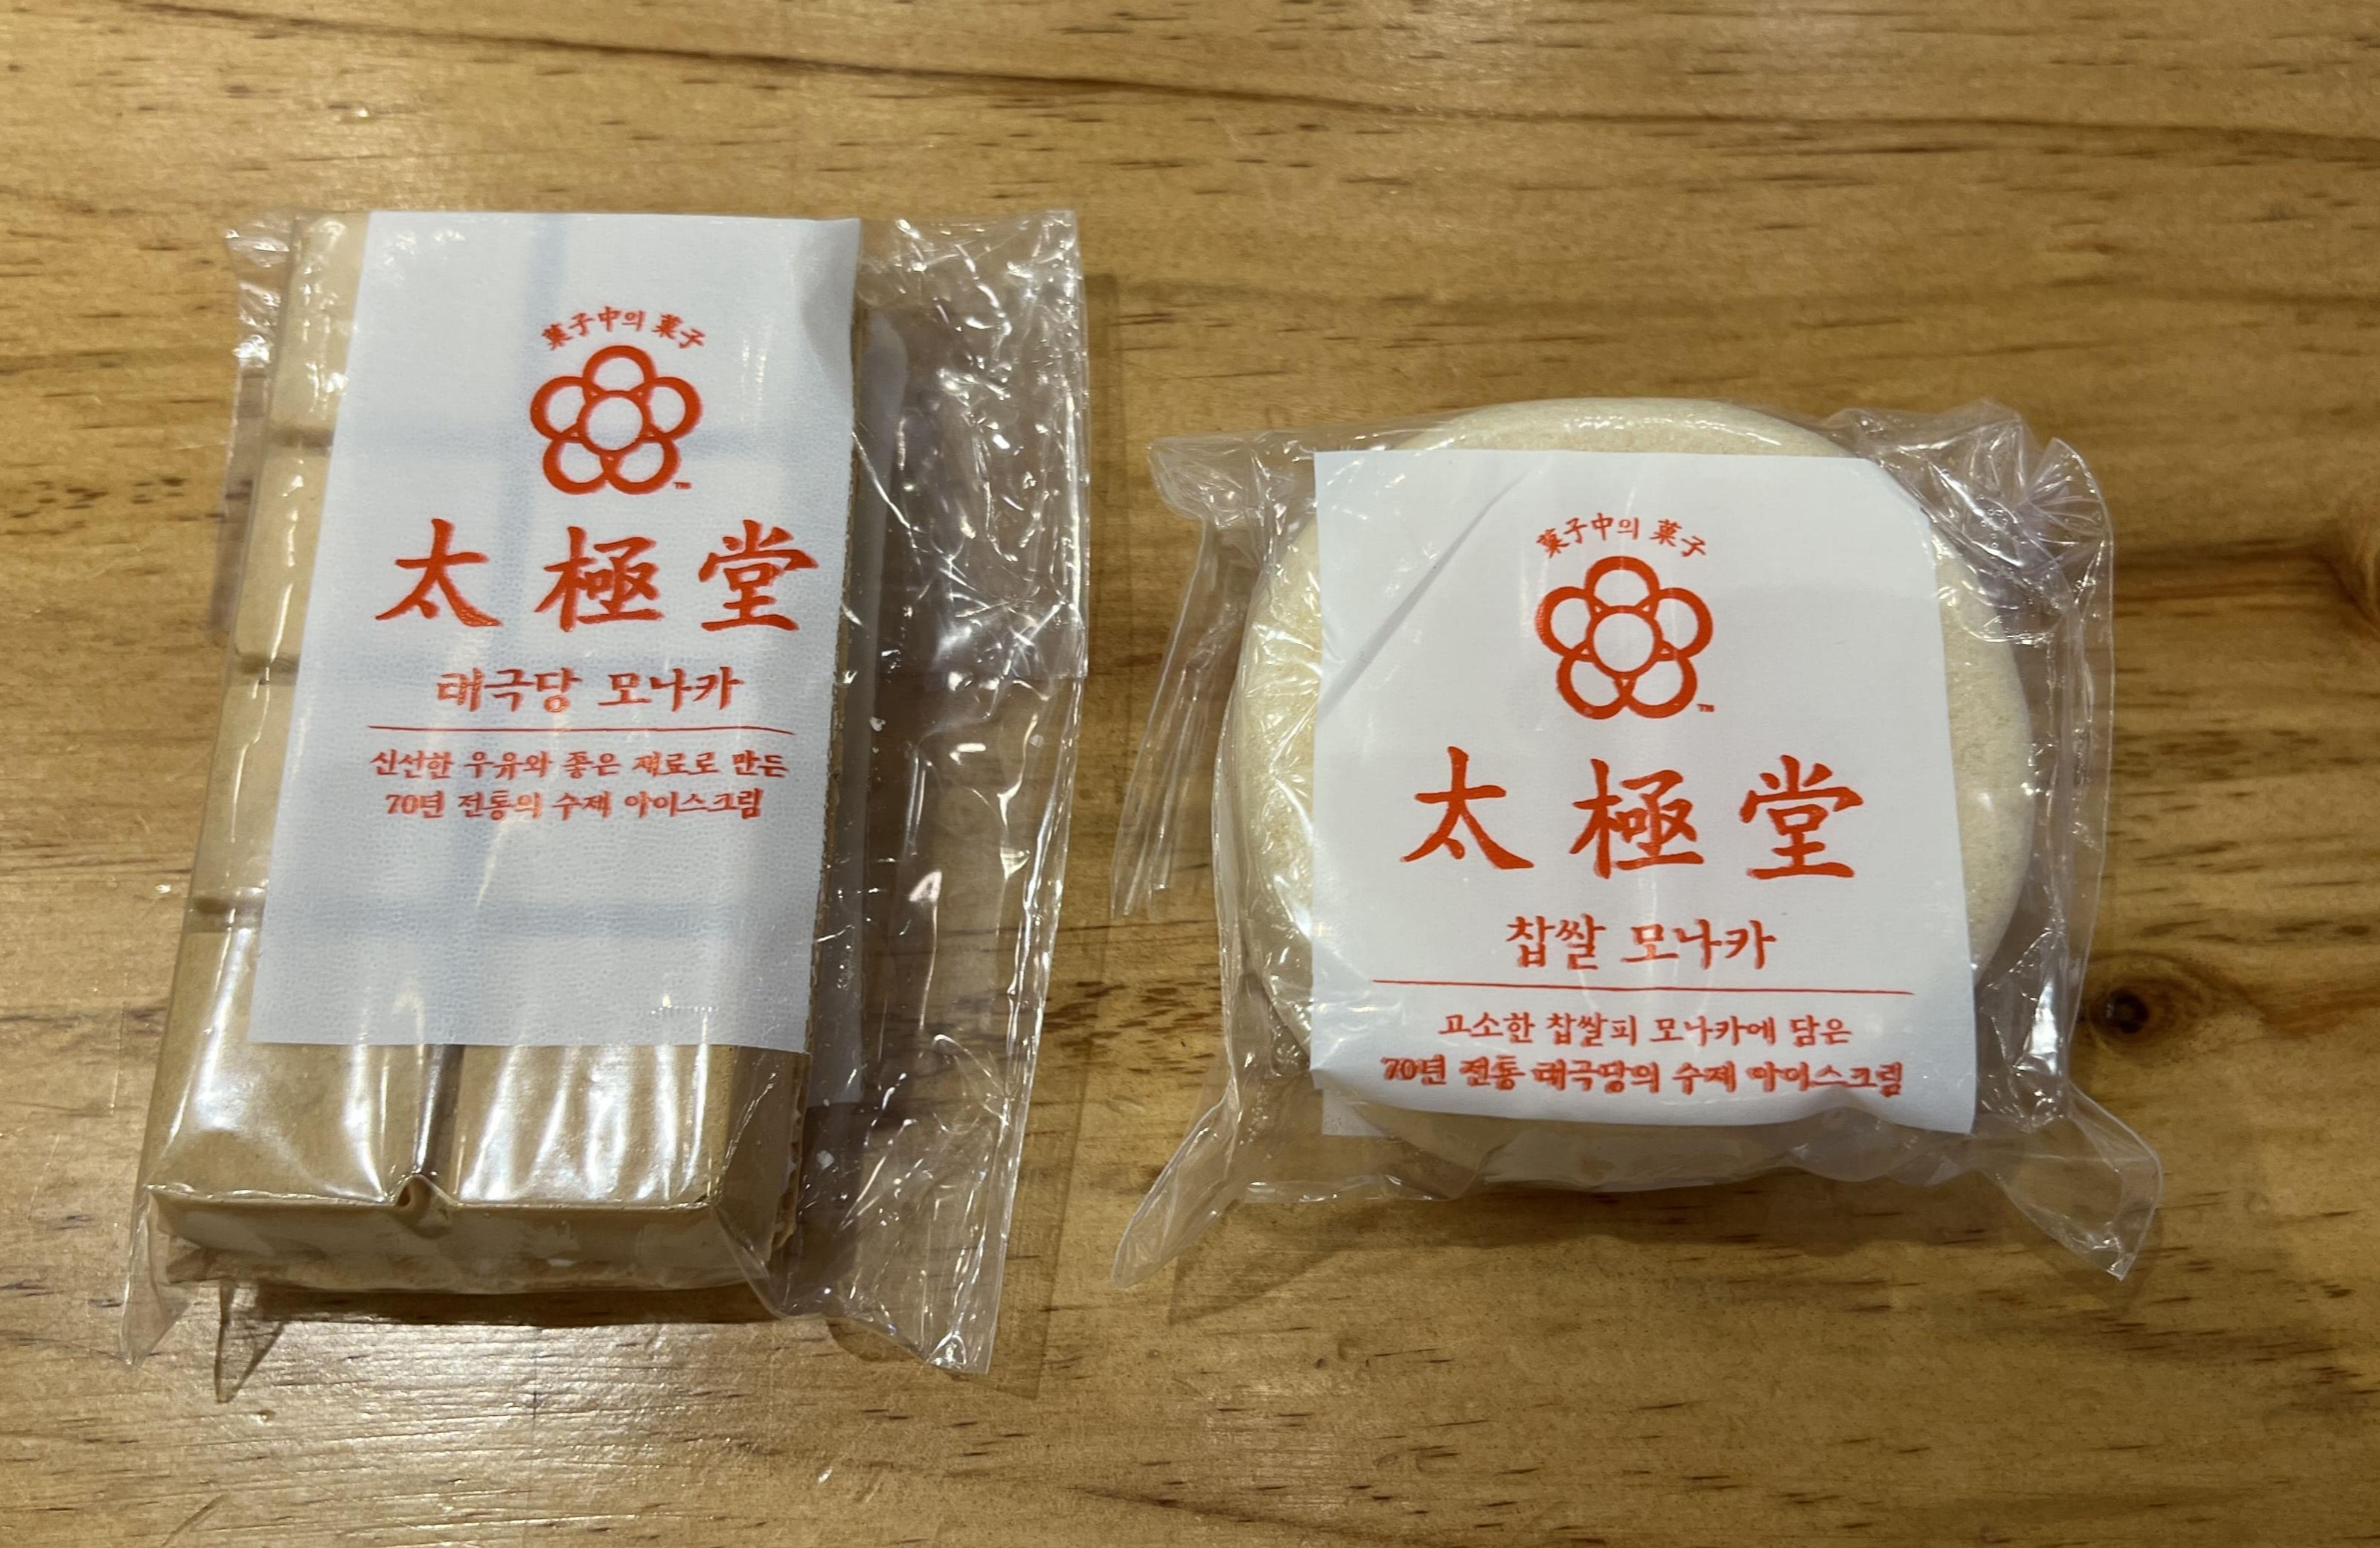 菓子中의 菓子
TM
太極堂
태극당 모나카
신선한 우유와 좋은 재료로 만든
70년 전통의 수제 아이스크림
菓子中의 菓子
TM
太極堂
찹쌀 모나카
고소한 찹쌀피 모나카에 담은
70년 전통 태극당의 수제 아이스크림